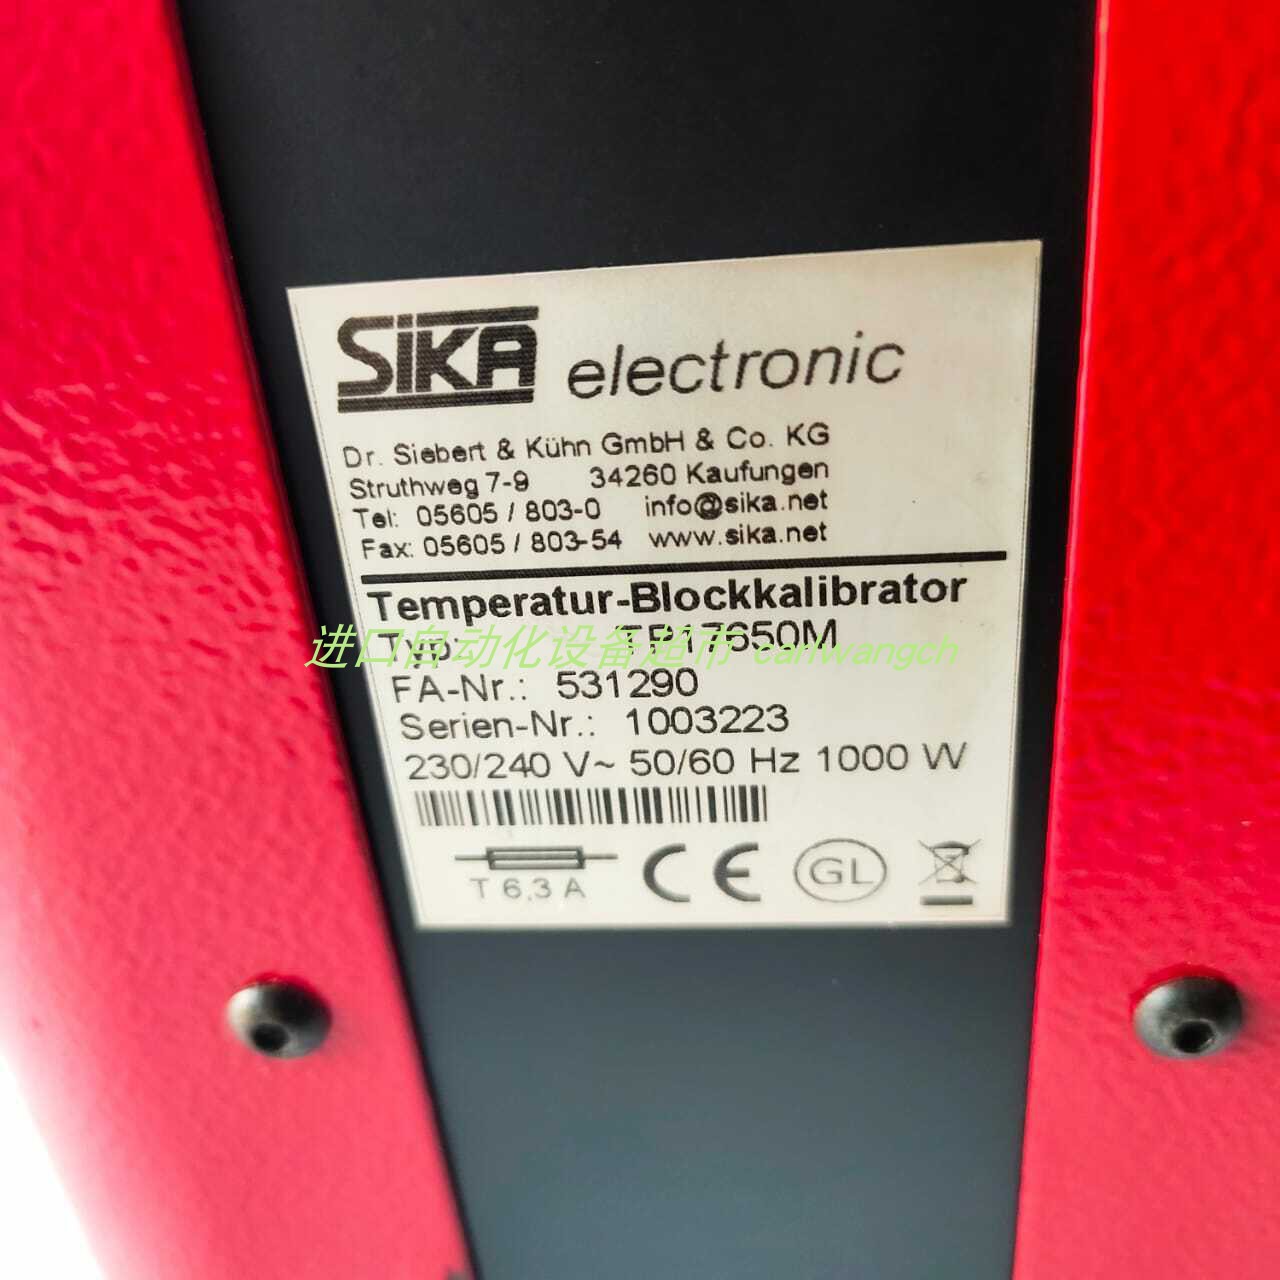 SiKA electronic
Dr. Siebert & Kühn GmbH & Co. KG
Struthweg 7-9 34260 Kaufungen
Tel: 05605 / 803-0 info@sika.net
Fax: 05605 / 803-54 www.sika.net
Temperatur-Blockkalibrator
Typ: TP17650M
进口自动化设备超市 carlwangch
FA-Nr.: 531290
Serien-Nr.: 1003223
230/240 V~ 50/60 Hz 1000 W
T 6,3 A CE GL